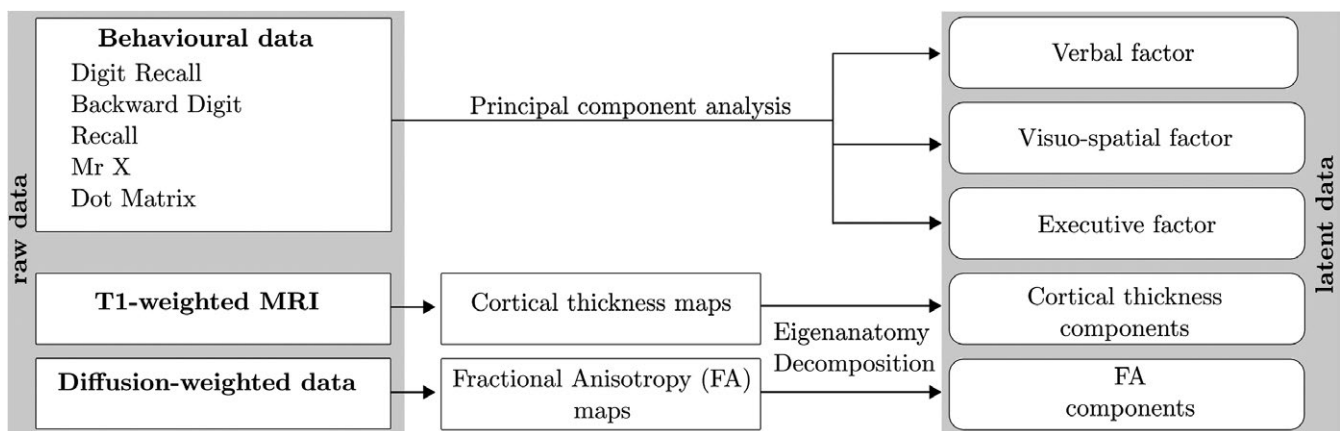 raw data
Behavioural data
Digit Recall
Backward Digit
Recall
Mr X
Dot Matrix
T1-weighted MRI
Diffusion-weighted data
Principal component analysis
Cortical thickness maps
Fractional Anisotropy (FA)
maps
Eigenanatomy
Decomposition
Verbal factor
Visuo-spatial factor
Executive factor
Cortical thickness
components
FA
components
latent data